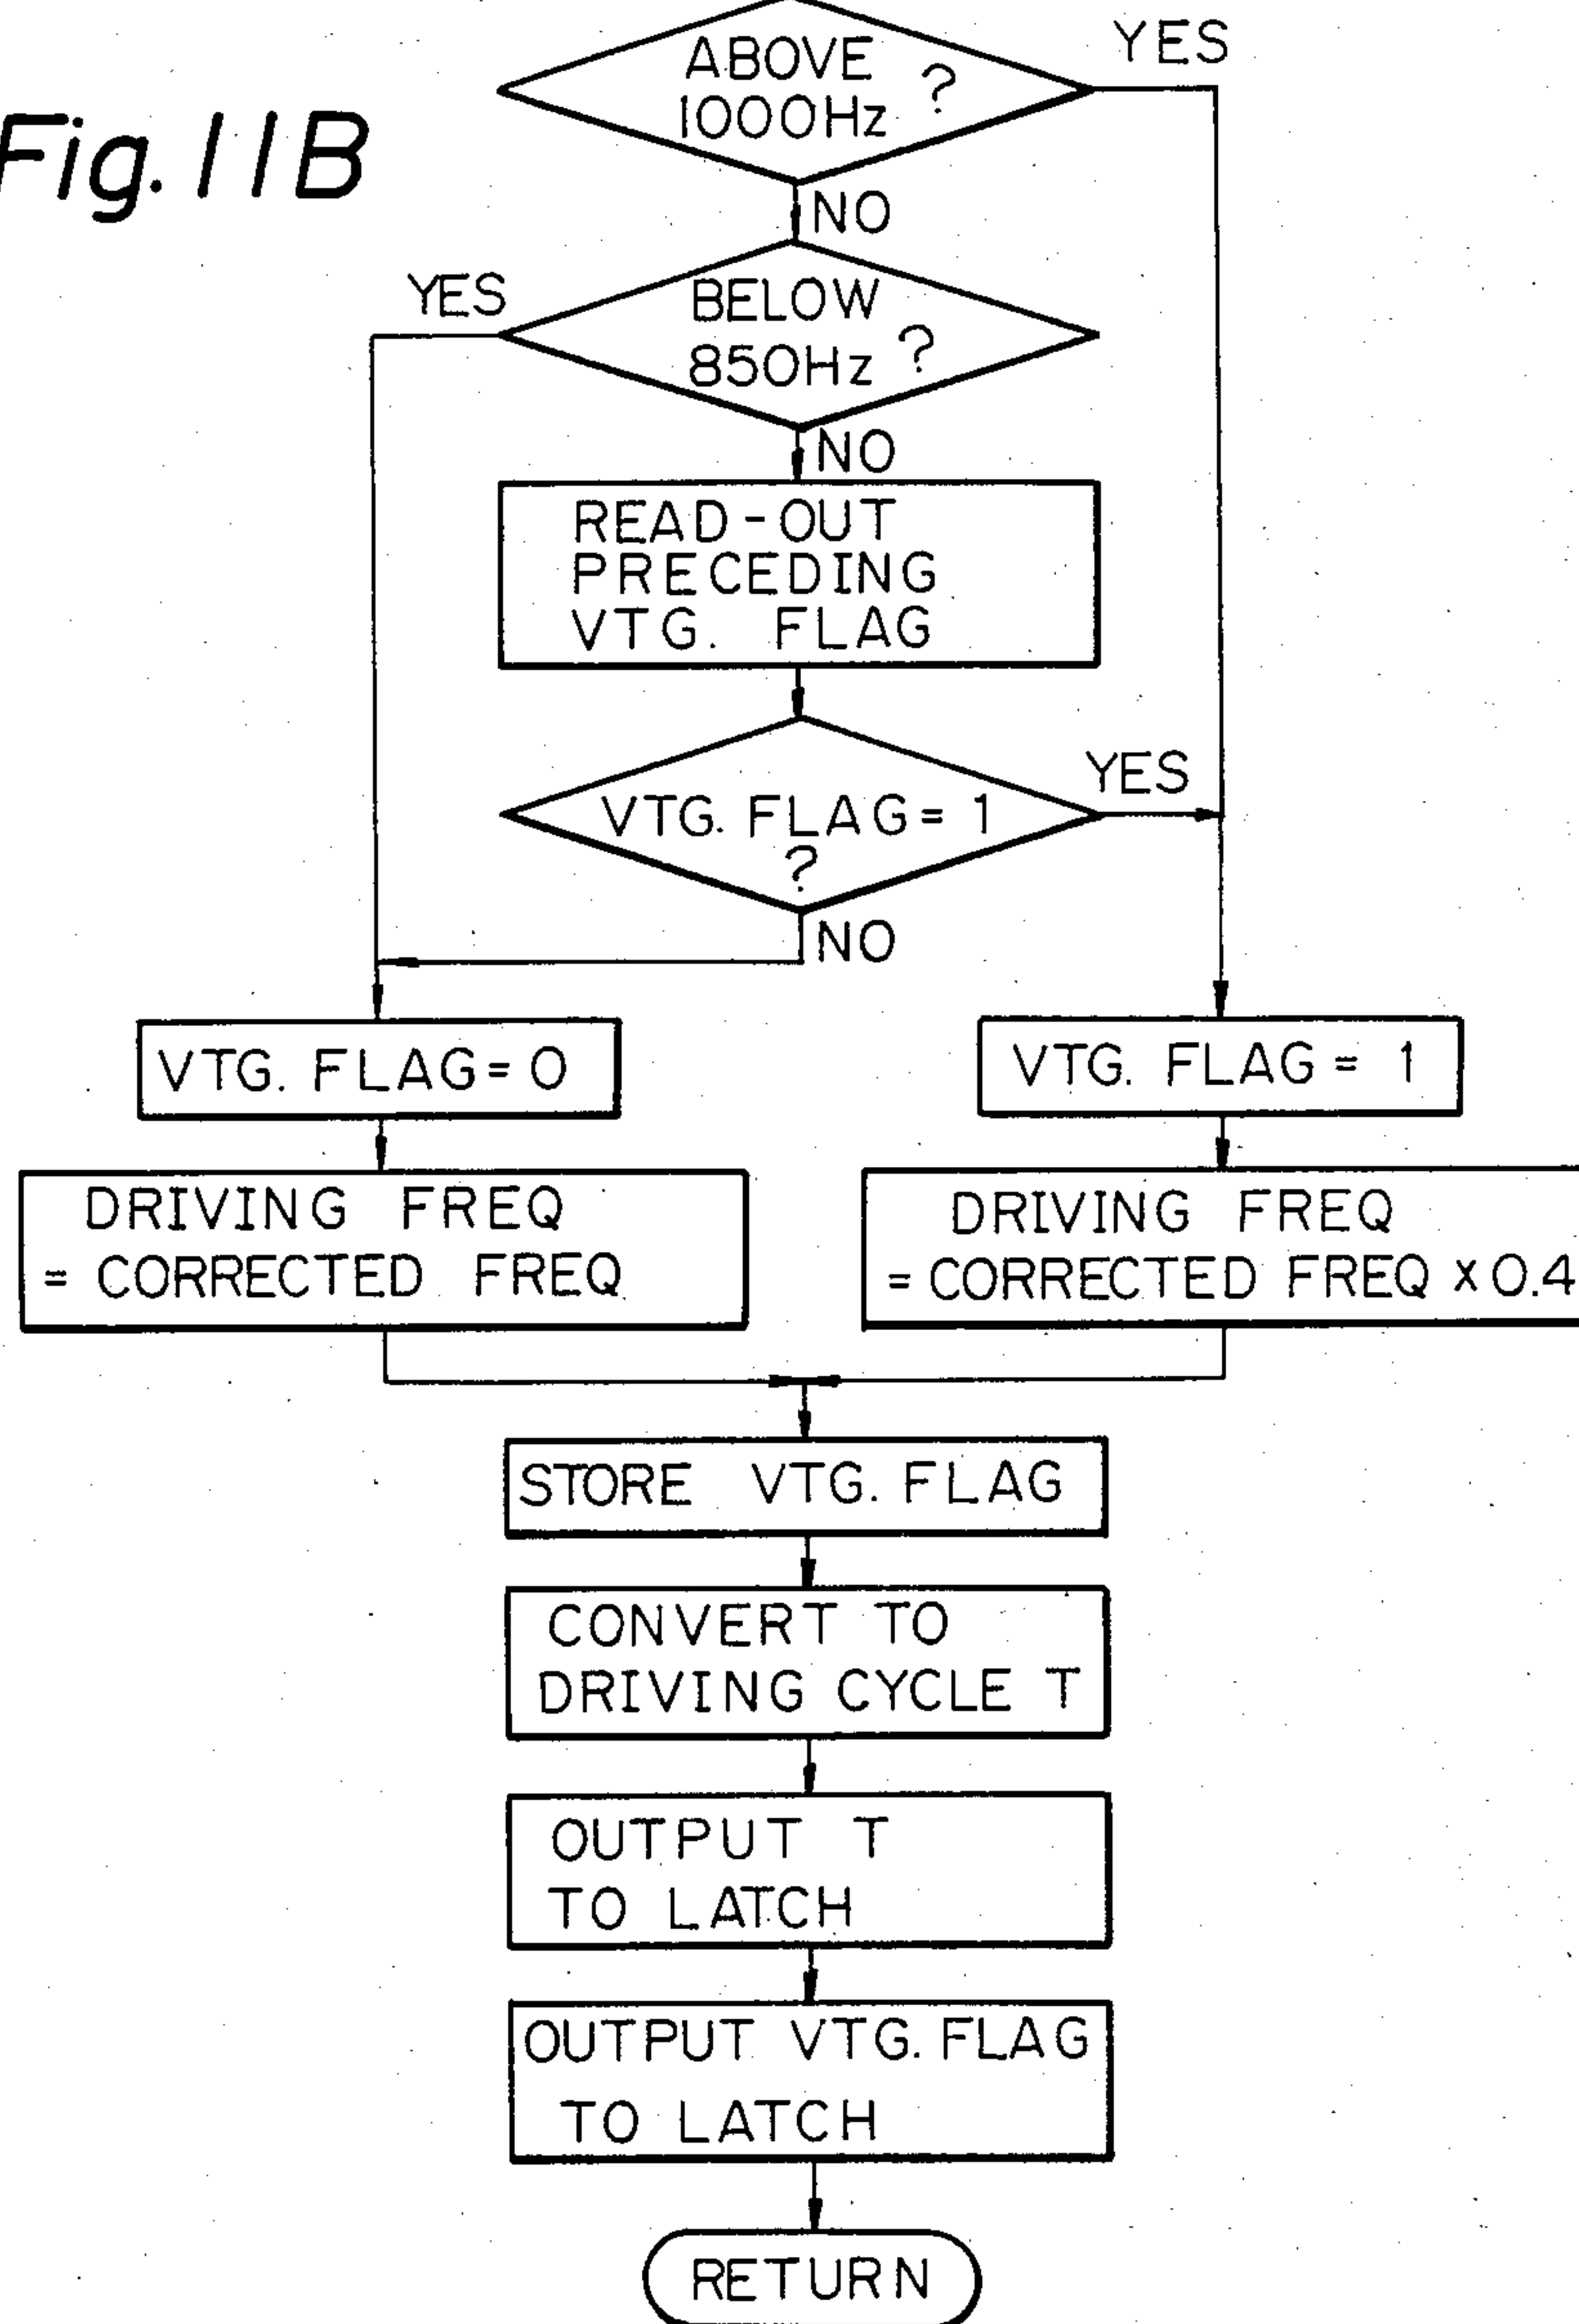 Fig. 11B
ABOVE
1000Hz ?
YES
NO
YES
BELOW
850Hz ?
NO
READ-OUT
PRECEDING
VTG. FLAG
VTG. FLAG = 1
?
YES
NO
VTG. FLAG = 0
VTG. FLAG = 1
DRIVING FREQ
= CORRECTED FREQ
DRIVING FREQ
= CORRECTED FREQ x 0.4
STORE VTG. FLAG
CONVERT TO
DRIVING CYCLE T
OUTPUT T
TO LATCH
OUTPUT VTG. FLAG
TO LATCH
RETURN